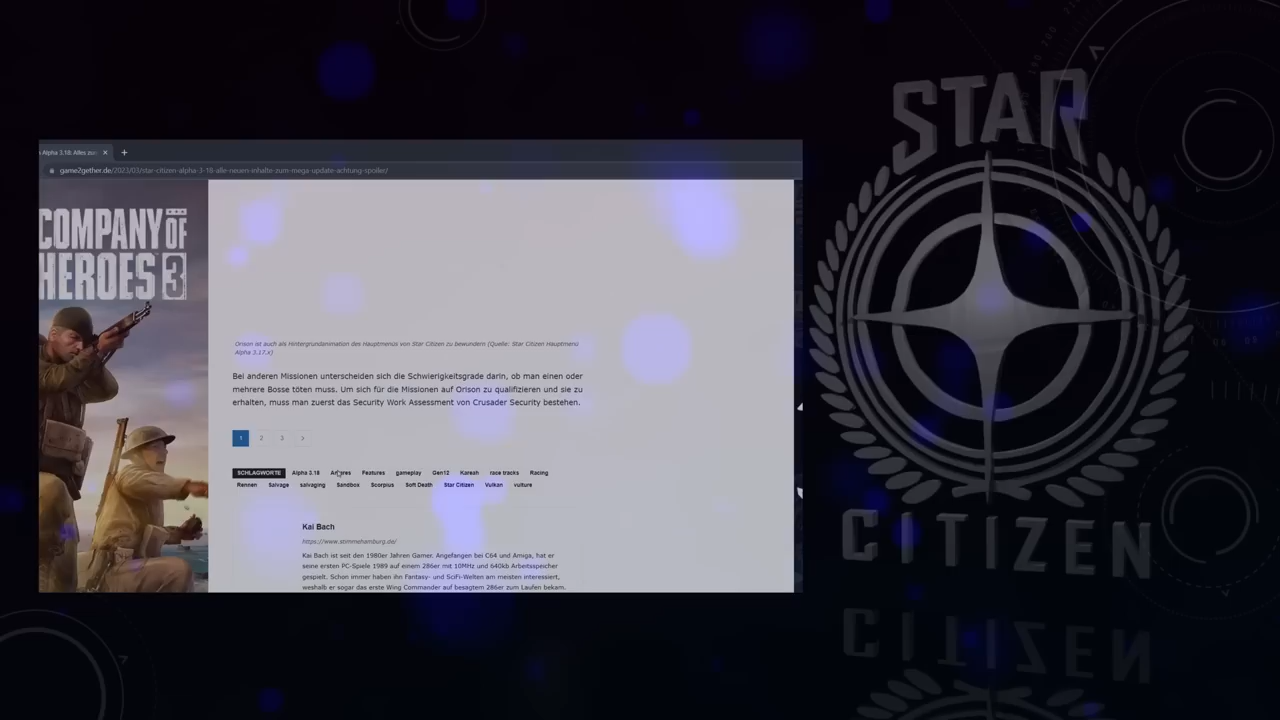 STAR
Alpha 3.18: Alles zu
game2gether.de/2023/03/star-citizen-alpha-3-18-alle-neuen-inhalte-zum-mega-update-achtung-spoiler/
COMPANY OF
HEROES 3
Orison ist auch als Hintergrundanimation des Hauptmenüs von Star Citizen zu bewundern (Quelle: Star Citizen Hauptmenü
Alpha 3.17.x)
Bei anderen Missionen unterscheiden sich die Schwierigkeitsgrade darin, ob man einen oder
mehrere Bosse töten muss. Um sich für die Missionen auf Orison zu qualifizieren und sie zu
erhalten, muss man zuerst das Security Work Assessment von Crusader Security bestehen.
1 2 3 >
SCHLAGWORTE Alpha 3.18 Features gameplay Gen12 Kareah race tracks Racing
Rennen Salvage salvaging Sandbox Scorpius Soft Death Star Citizen Vulkan vulture
Kai Bach
https://www.stimmehamburg.de/
Kai Bach ist seit den 1980er Jahren Gamer. Angefangen bei C64 und Amiga, hat er
seine ersten PC-Spiele 1989 auf einem 286er mit 10MHz und 640kb Arbeitsspeicher
gespielt. Schon immer haben ihn Fantasy- und SciFi-Welten am meisten interessiert,
weshalb er sogar das erste Wing Commander auf besagtem 286er zum Laufen bekam.
CITIZEN
CITIZEN